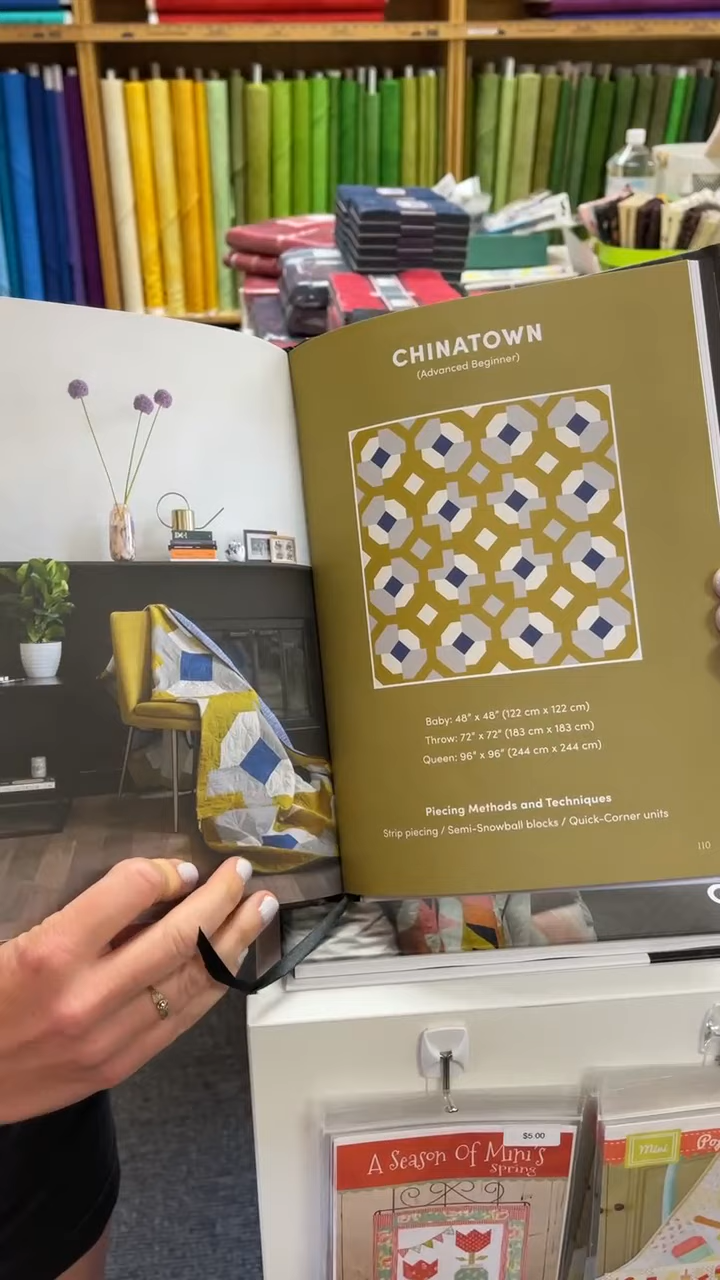 CHINATOWN
(Advanced Beginner)
Baby: 48" x 48" (122 cm x 122 cm)
Throw: 72" x 72" (183 cm x 183 cm)
Queen: 96" x 96" (244 cm x 244 cm)
Piecing Methods and Techniques
Strip piecing / Semi-Snowball blocks / Quick-Corner units
110
$5.00
A Season Of Mini's
Spring
Mini